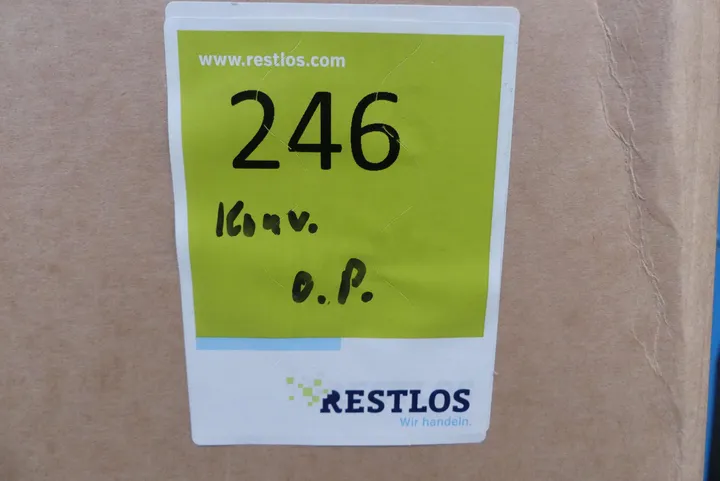 www.restlos.com
246
Konv.
O.P.
RESTLOS
Wir handeln.